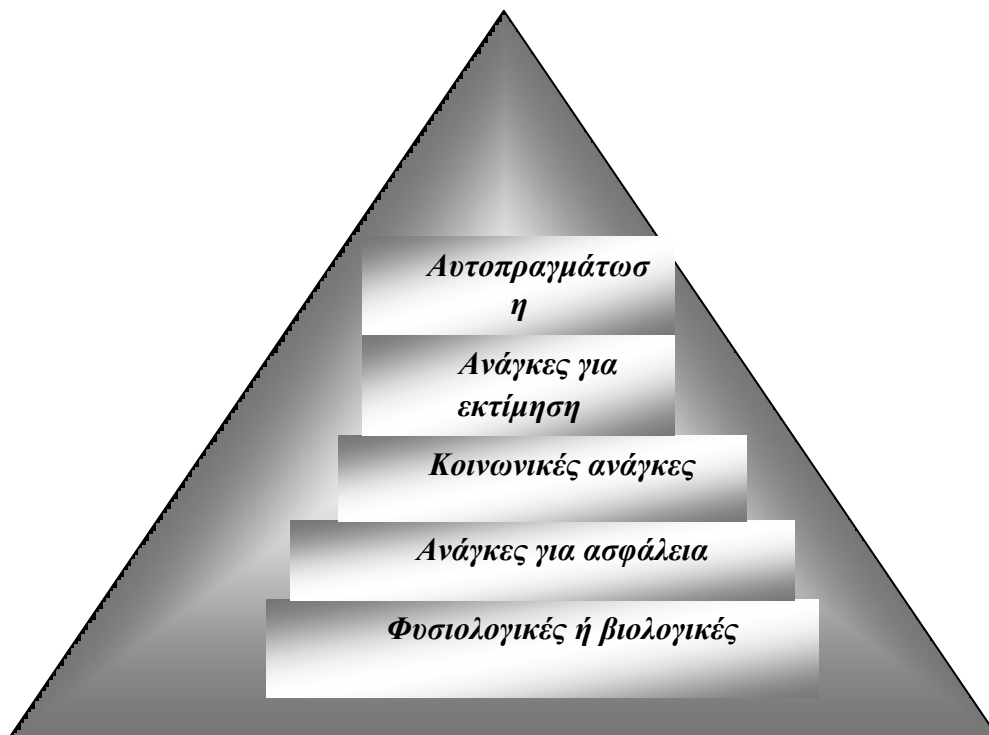 Αυτοπραγμάτωσ
η
Ανάγκες για
εκτίμηση
Κοινωνικές ανάγκες
Ανάγκες για ασφάλεια
Φυσιολογικές ή βιολογικές